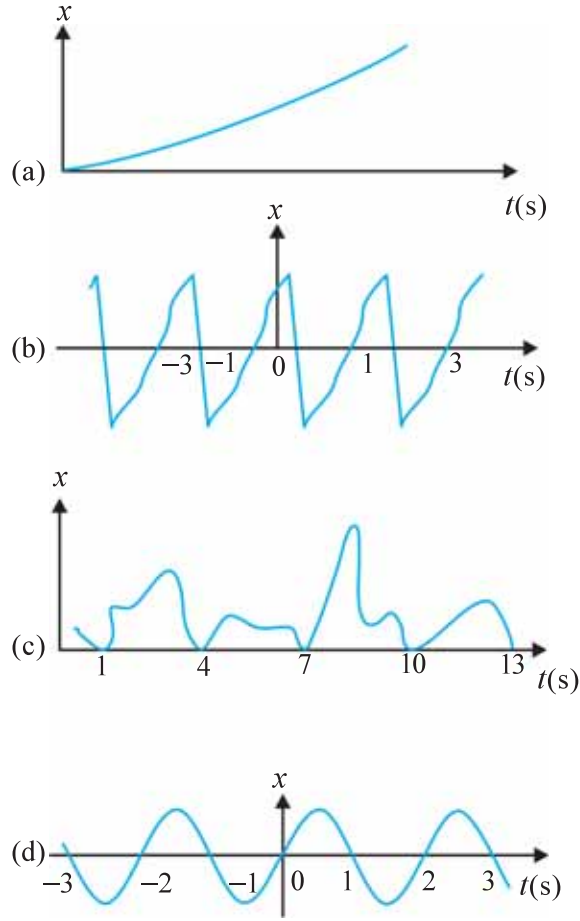 x
(a)
t(s)
x
(b)
−3 −1 0 1 3
t(s)
x
(c)
1 4 7 10 13
t(s)
x
(d)
−3 −2 −1 0 1 2 3
t(s)